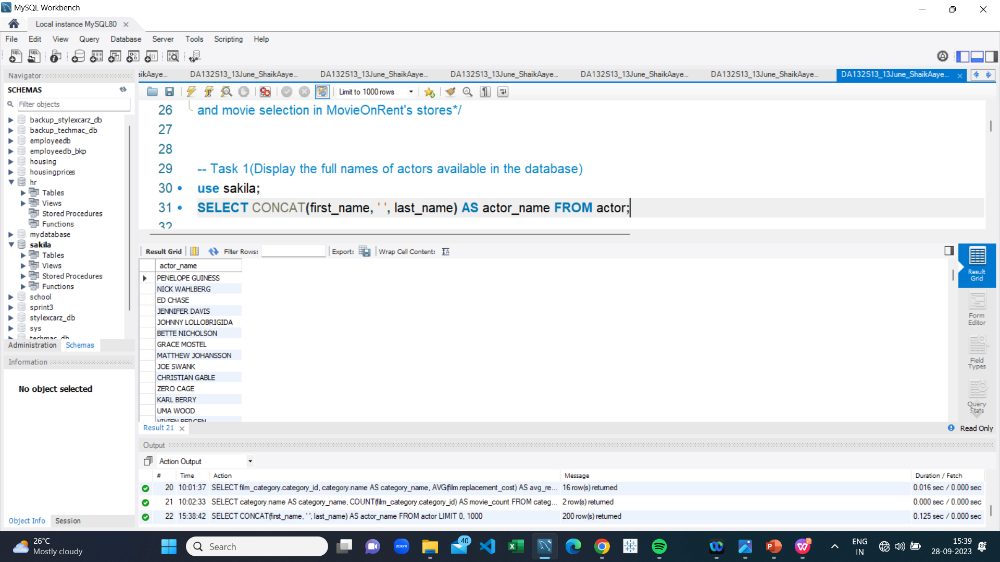 MySQL Workbench
Local instance MySQL80
File Edit View Query Database Server Tools Scripting Help
Navigator
SCHEMAS
Filter objects
backup_stylexcarz_db
backup_techmac_db
employeedb
employeedb_bkp
housing
housingprices
hr
Tables
Views
Stored Procedures
Functions
mydatabase
sakila
Tables
Views
Stored Procedures
Functions
school
sprint3
stylexcarz_db
sys
techmac_db
Administration Schemas
Information
No object selected
Object Info Session
aikAaye... DA132S13_13June_ShaikAaye... DA132S13_13June_ShaikAaye... DA132S13_13June_ShaikAaye... DA132S13_13June_ShaikAaye... DA132S13_13June_ShaikAaye... DA132S13_13June_ShaikAaye...
Limit to 1000 rows
26 and movie selection in MovieOnRent's stores*/
27
28
29 -- Task 1(Display the full names of actors available in the database)
30 use sakila;
31 SELECT CONCAT(first_name, ' ', last_name) AS actor_name FROM actor;
32
Result Grid Filter Rows: Export: Wrap Cell Content:
actor_name
PENELOPE GUINESS
NICK WAHLBERG
ED CHASE
JENNIFER DAVIS
JOHNNY LOLLOBRIGIDA
BETTE NICHOLSON
GRACE MOSTEL
MATTHEW JOHANSSON
JOE SWANK
CHRISTIAN GABLE
ZERO CAGE
KARL BERRY
UMA WOOD
VIVIEN BERGEN
Result
Grid
Form
Editor
Field
Types
Query
Stats
Result 21
Read Only
Output
Action Output
# Time Action Message Duration / Fetch
20 10:01:37 SELECT film_category.category_id, category.name AS category_name, AVG(film.replacement_cost) AS avg_re... 16 row(s) returned 0.016 sec / 0.000 sec
21 10:02:33 SELECT category.name AS category_name, COUNT(film_category.category_id) AS movie_count FROM categ... 2 row(s) returned 0.000 sec / 0.000 sec
22 15:38:42 SELECT CONCAT(first_name, ' ', last_name) AS actor_name FROM actor LIMIT 0, 1000 200 row(s) returned 0.125 sec / 0.000 sec
26°C
Mostly cloudy
Search
40
zoom
ENG
IN
15:39
28-09-2023